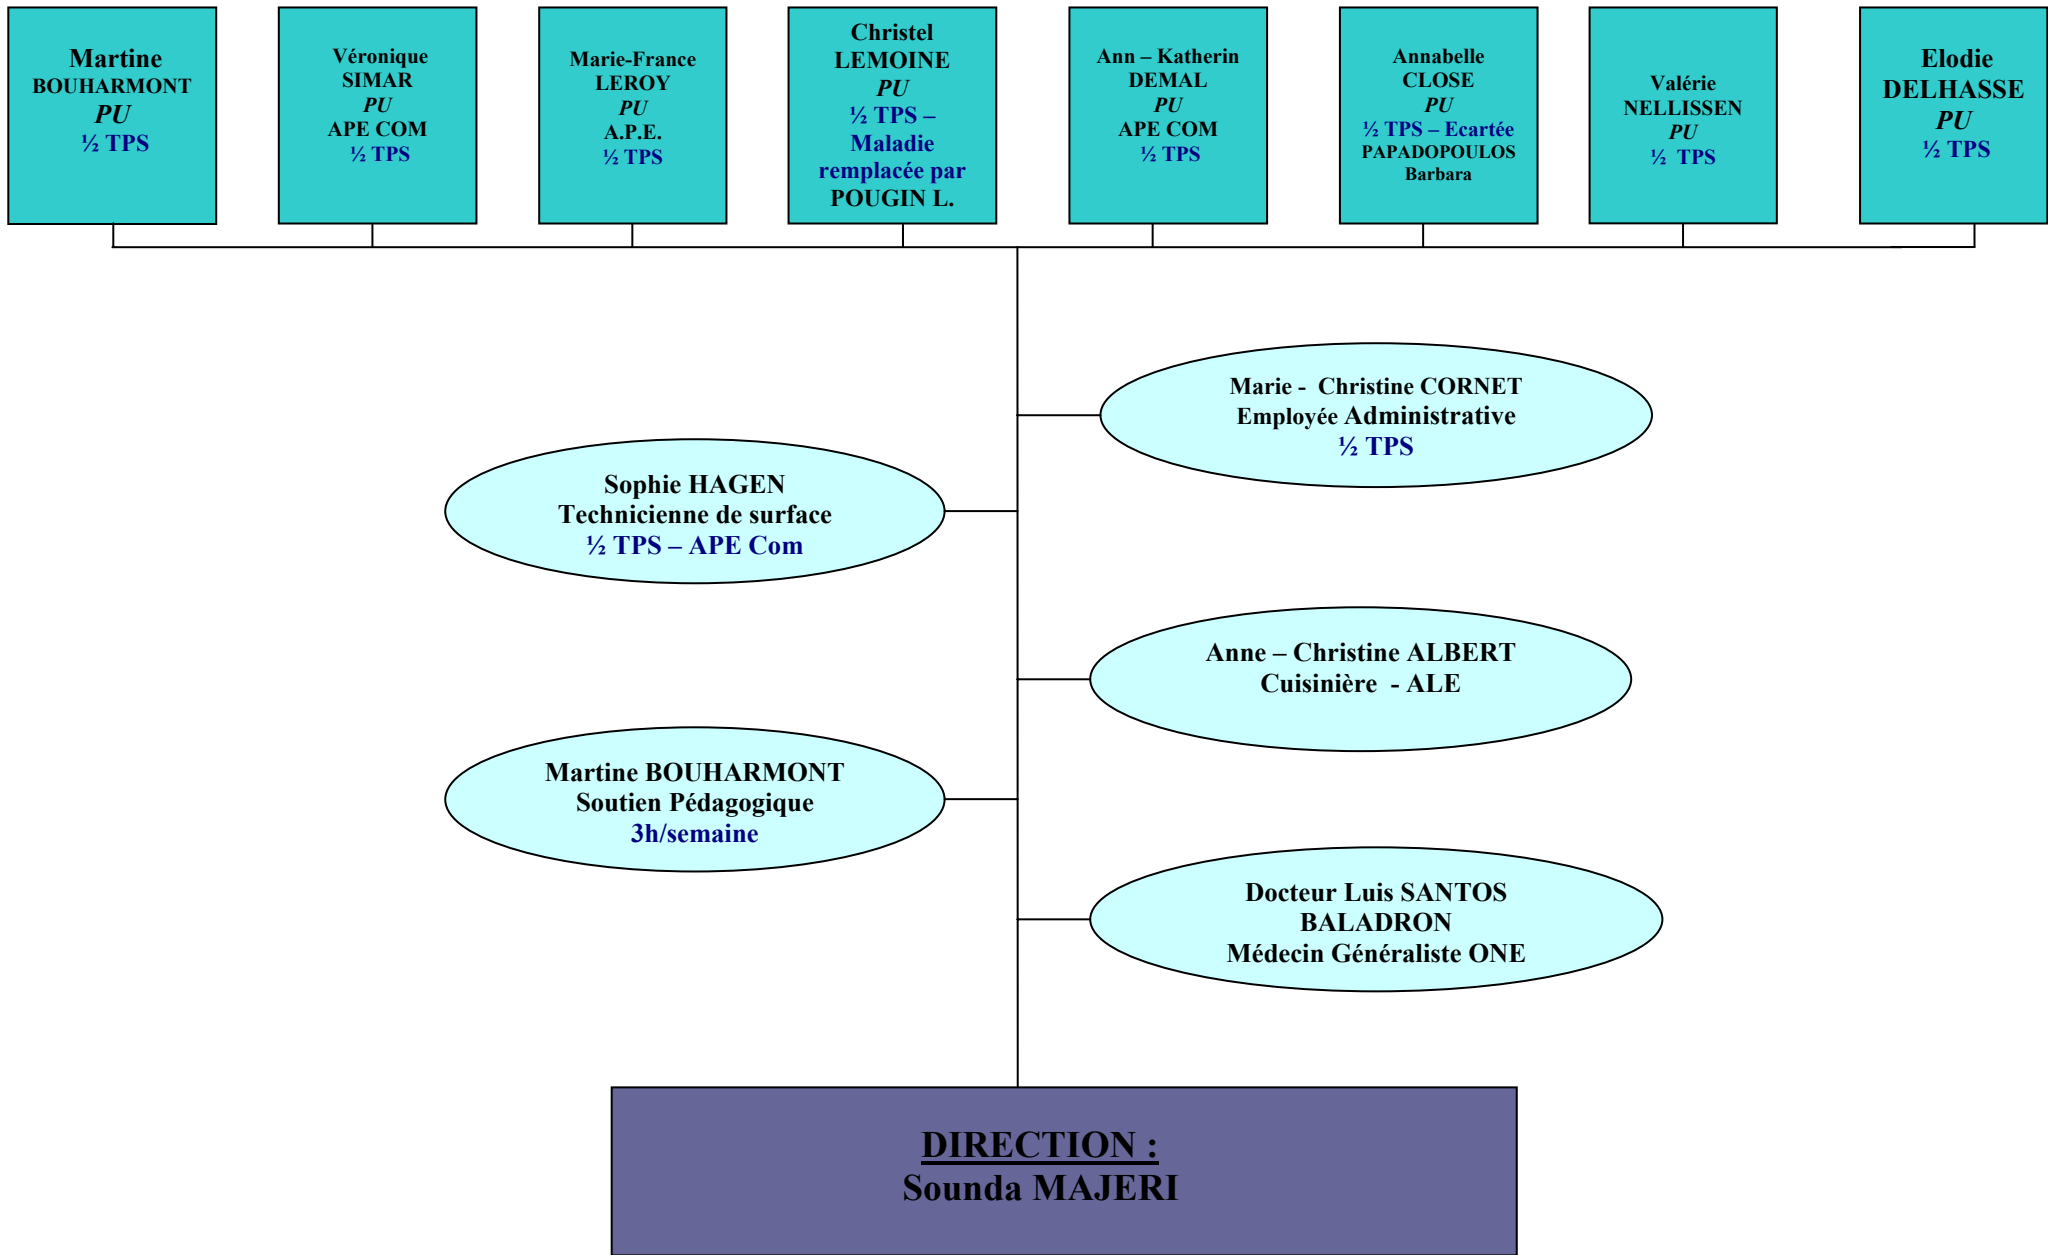 Martine
BOUHARMONT
PU
½ TPS
Véronique
SIMAR
PU
APE COM
½ TPS
Marie-France
LEROY
PU
A.P.E.
½ TPS
Christel
LEMOINE
PU
½ TPS –
Maladie
remplacée par
POUGIN L.
Ann – Katherin
DEMAL
PU
APE COM
½ TPS
Annabelle
CLOSE
PU
½ TPS – Ecartée
PAPADOPOULOS
Barbara
Valérie
NELLISSEN
PU
½ TPS
Elodie
DELHASSE
PU
½ TPS
Marie - Christine CORNET
Employée Administrative
½ TPS
Sophie HAGEN
Technicienne de surface
½ TPS – APE Com
Anne – Christine ALBERT
Cuisinière - ALE
Martine BOUHARMONT
Soutien Pédagogique
3h/semaine
Docteur Luis SANTOS
BALADRON
Médecin Généraliste ONE
DIRECTION :
Sounda MAJERI